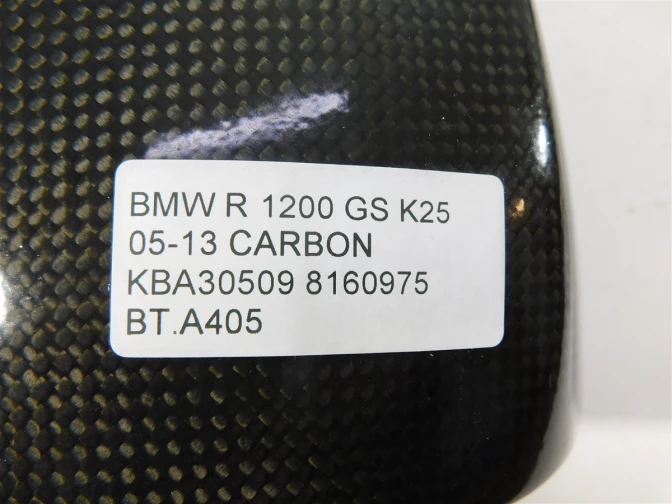 BMW R 1200 GS K25
05-13 CARBON
KBA30509 8160975
BT.A405